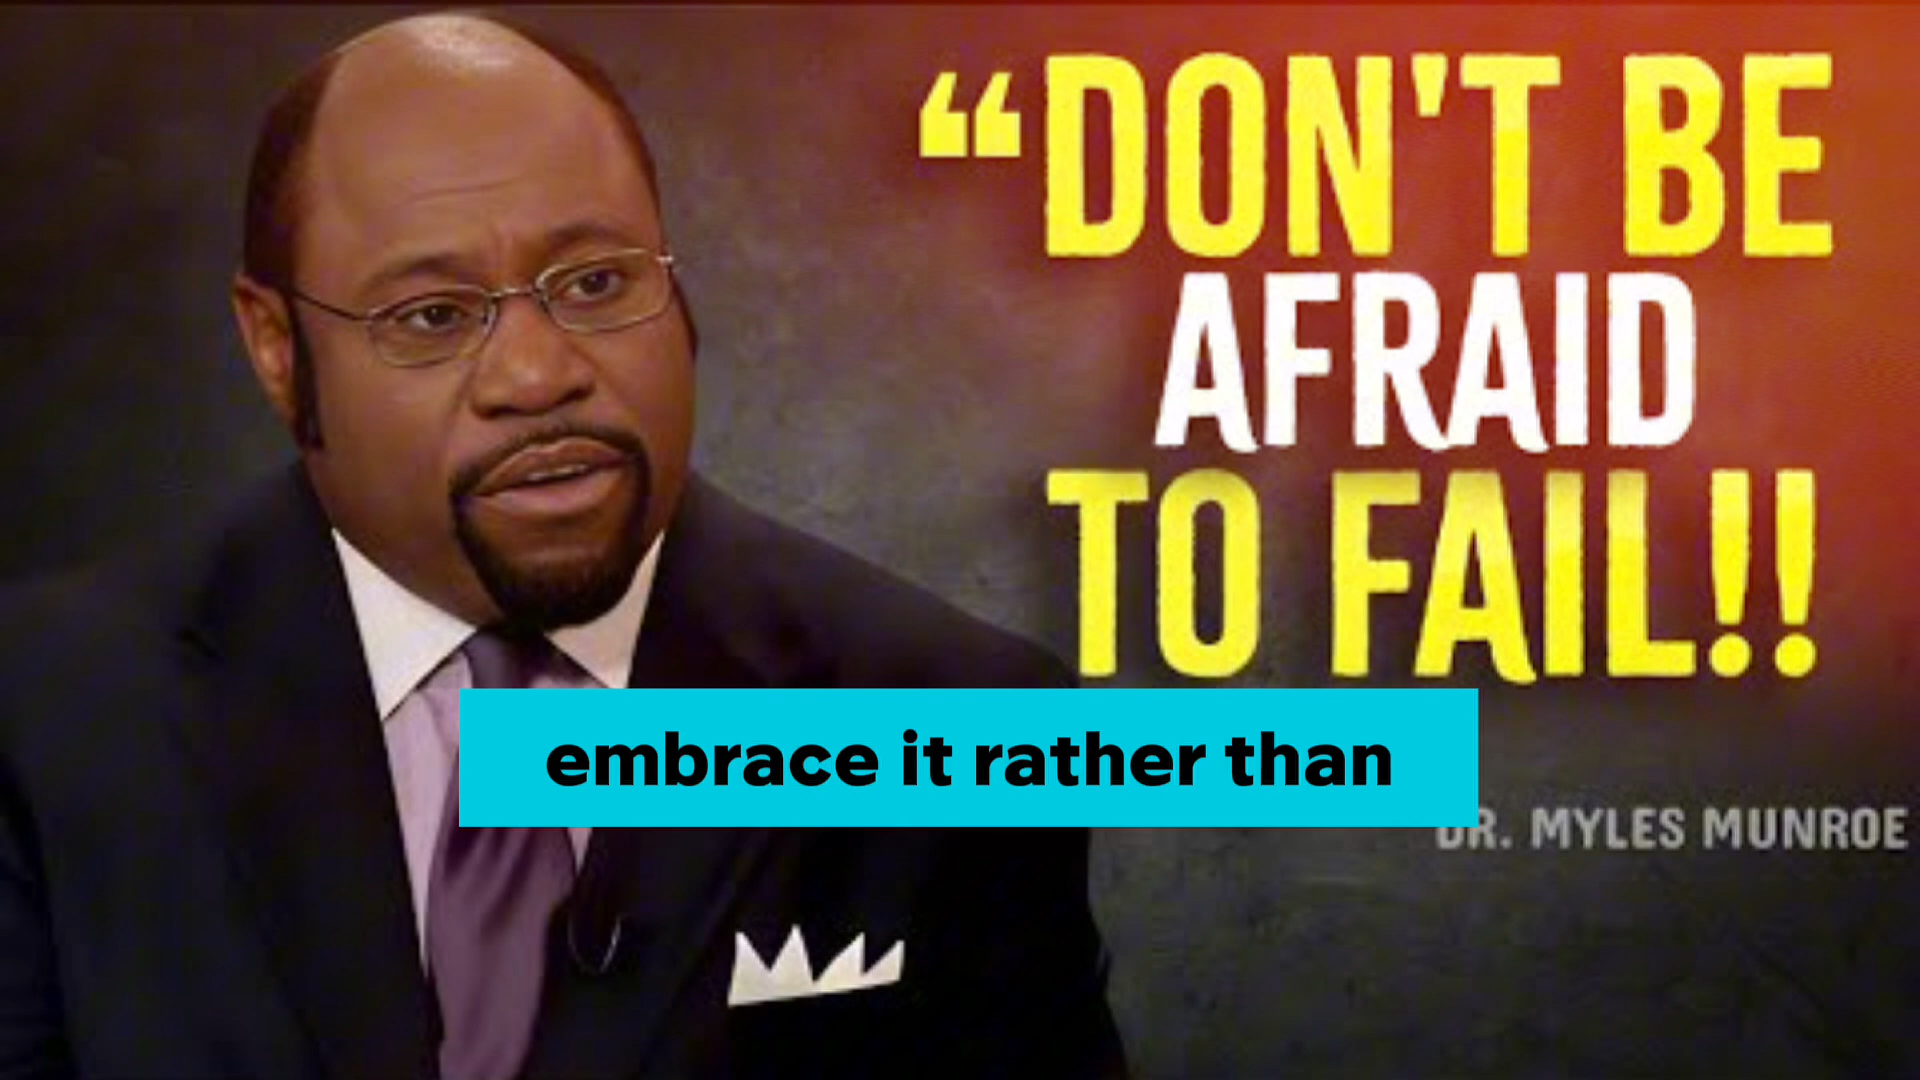 “DON'T BE
AFRAID
TO FAIL!!
embrace it rather than
DR. MYLES MUNROE